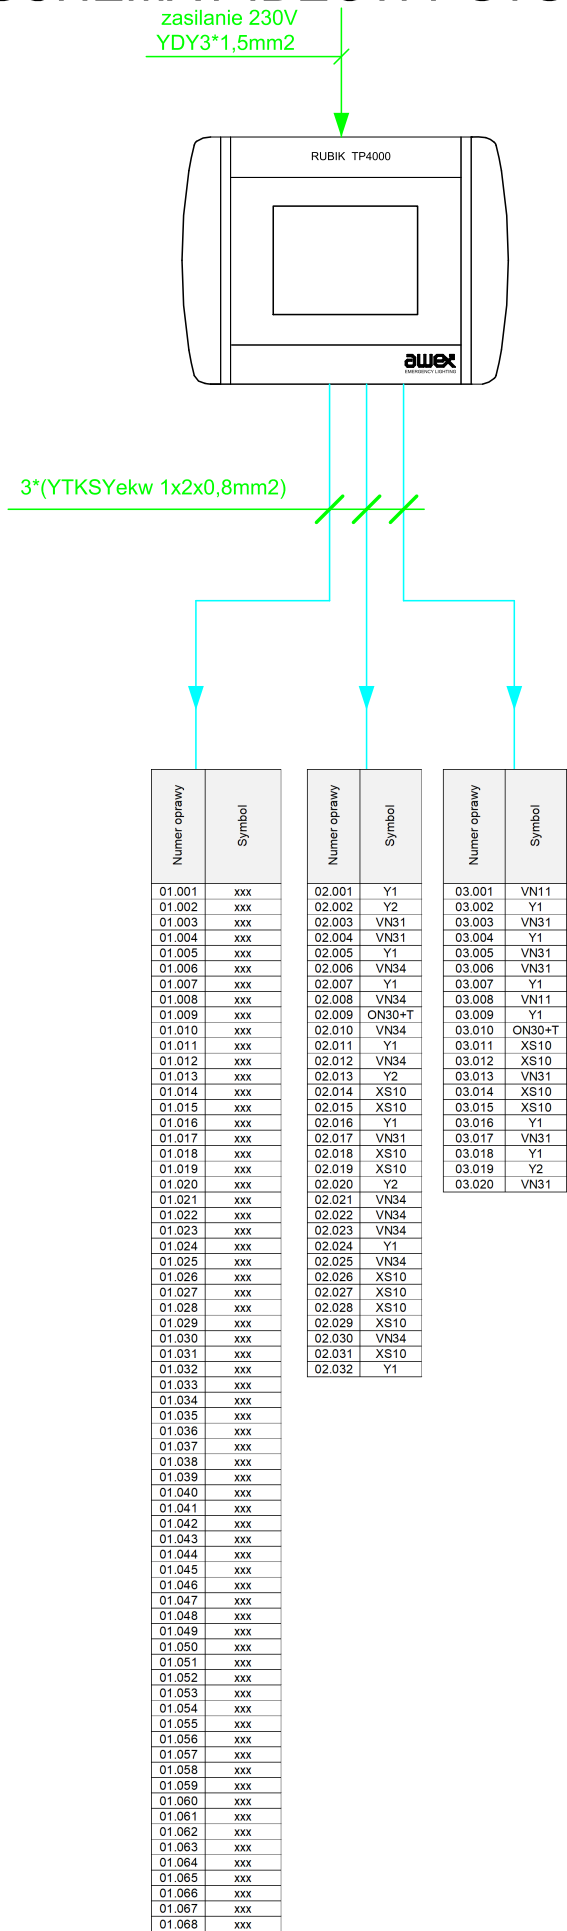 zasilanie 230V
YDY3*1,5mm2
RUBIK TP4000
awex
EMERGENCY LIGHTING
3*(YTKSYekw 1x2x0,8mm2)
Numer oprawy Symbol
01.001 xxx
01.002 xxx
01.003 xxx
01.004 xxx
01.005 xxx
01.006 xxx
01.007 xxx
01.008 xxx
01.009 xxx
01.010 xxx
01.011 xxx
01.012 xxx
01.013 xxx
01.014 xxx
01.015 xxx
01.016 xxx
01.017 xxx
01.018 xxx
01.019 xxx
01.020 xxx
01.021 xxx
01.022 xxx
01.023 xxx
01.024 xxx
01.025 xxx
01.026 xxx
01.027 xxx
01.028 xxx
01.029 xxx
01.030 xxx
01.031 xxx
01.032 xxx
01.033 xxx
01.034 xxx
01.035 xxx
01.036 xxx
01.037 xxx
01.038 xxx
01.039 xxx
01.040 xxx
01.041 xxx
01.042 xxx
01.043 xxx
01.044 xxx
01.045 xxx
01.046 xxx
01.047 xxx
01.048 xxx
01.049 xxx
01.050 xxx
01.051 xxx
01.052 xxx
01.053 xxx
01.054 xxx
01.055 xxx
01.056 xxx
01.057 xxx
01.058 xxx
01.059 xxx
01.060 xxx
01.061 xxx
01.062 xxx
01.063 xxx
01.064 xxx
01.065 xxx
01.066 xxx
01.067 xxx
01.068 xxx
Numer oprawy Symbol
02.001 Y1
02.002 Y2
02.003 VN31
02.004 VN31
02.005 Y1
02.006 VN34
02.007 Y1
02.008 VN34
02.009 ON30+T
02.010 VN34
02.011 Y1
02.012 VN34
02.013 Y2
02.014 XS10
02.015 XS10
02.016 Y1
02.017 VN31
02.018 XS10
02.019 XS10
02.020 Y2
02.021 VN34
02.022 VN34
02.023 VN34
02.024 Y1
02.025 VN34
02.026 XS10
02.027 XS10
02.028 XS10
02.029 XS10
02.030 VN34
02.031 XS10
02.032 Y1
Numer oprawy Symbol
03.001 VN11
03.002 Y1
03.003 VN31
03.004 Y1
03.005 VN31
03.006 VN31
03.007 Y1
03.008 VN11
03.009 Y1
03.010 ON30+T
03.011 XS10
03.012 XS10
03.013 VN31
03.014 XS10
03.015 XS10
03.016 Y1
03.017 VN31
03.018 Y1
03.019 Y2
03.020 VN31